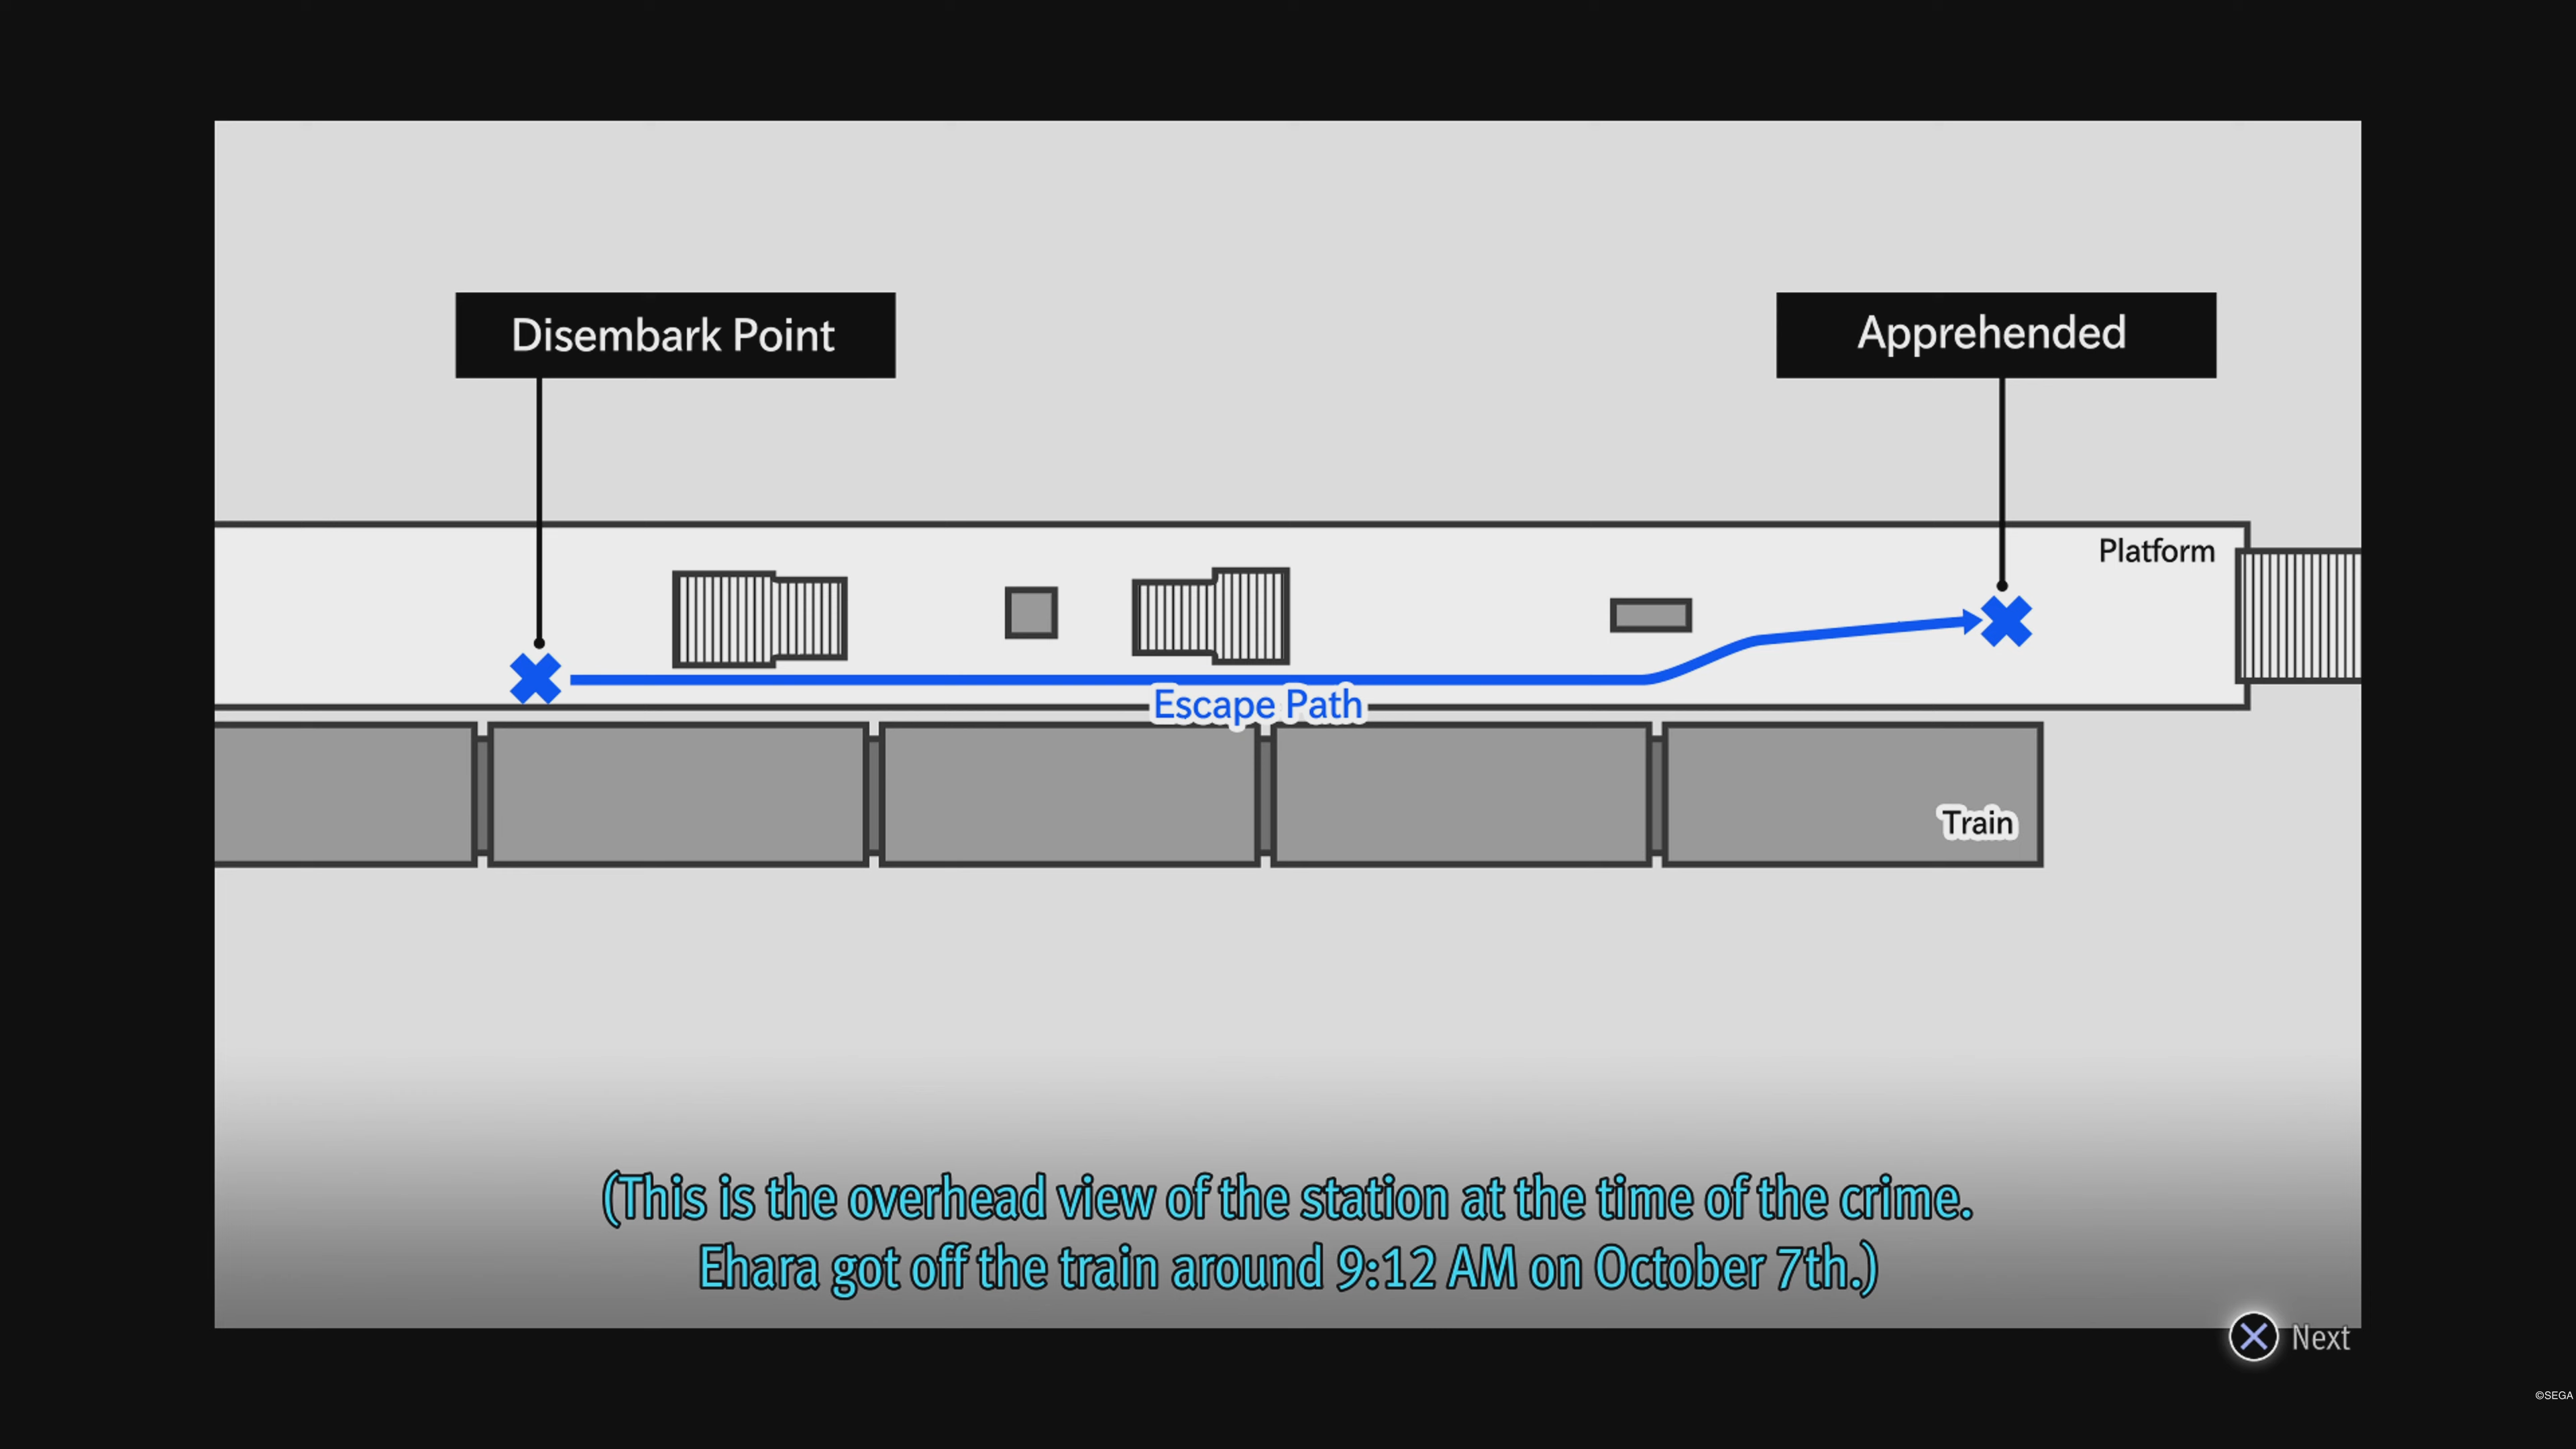 Disembark Point
Apprehended
Platform
Escape Path
Train
(This is the overhead view of the station at the time of the crime.
Ehara got off the train around 9:12 AM on October 7th.)
Next
©SEGA